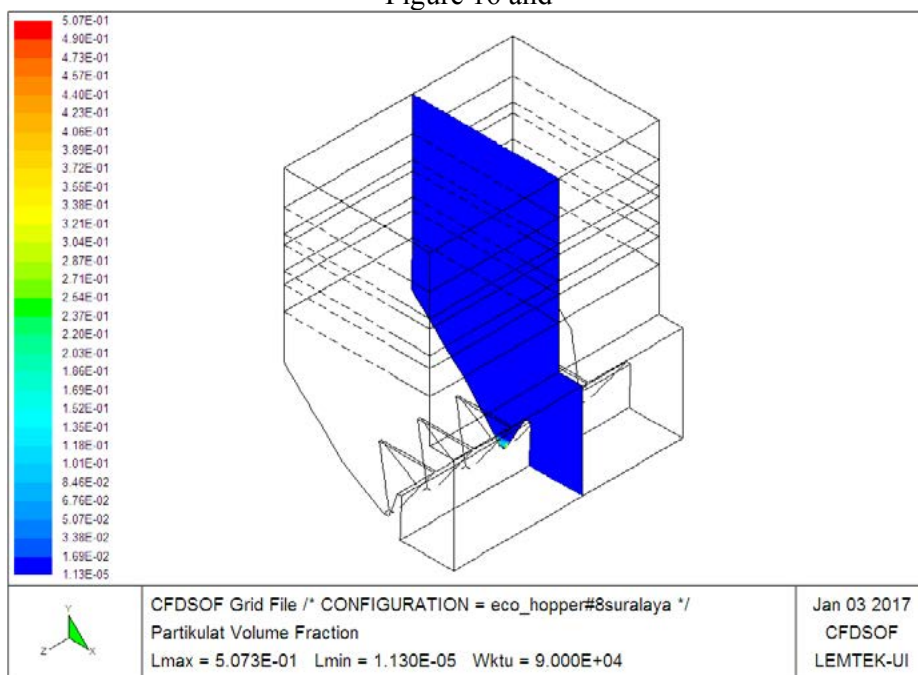 Figure 16 and
5.07E-01
4.90E-01
4.73E-01
4.57E-01
4.40E-01
4.23E-01
4.06E-01
3.89E-01
3.72E-01
3.55E-01
3.38E-01
3.21E-01
3.04E-01
2.87E-01
2.71E-01
2.54E-01
2.37E-01
2.20E-01
2.03E-01
1.86E-01
1.69E-01
1.52E-01
1.35E-01
1.18E-01
1.01E-01
8.46E-02
6.76E-02
5.07E-02
3.38E-02
1.69E-02
1.13E-05
Y
Z
X
CFDSOF Grid File /* CONFIGURATION = eco_hopper#8suralaya */
Partikulat Volume Fraction
Lmax = 5.073E-01 Lmin = 1.130E-05 Wktu = 9.000E+04
Jan 03 2017
CFDSOF
LEMTEK-UI